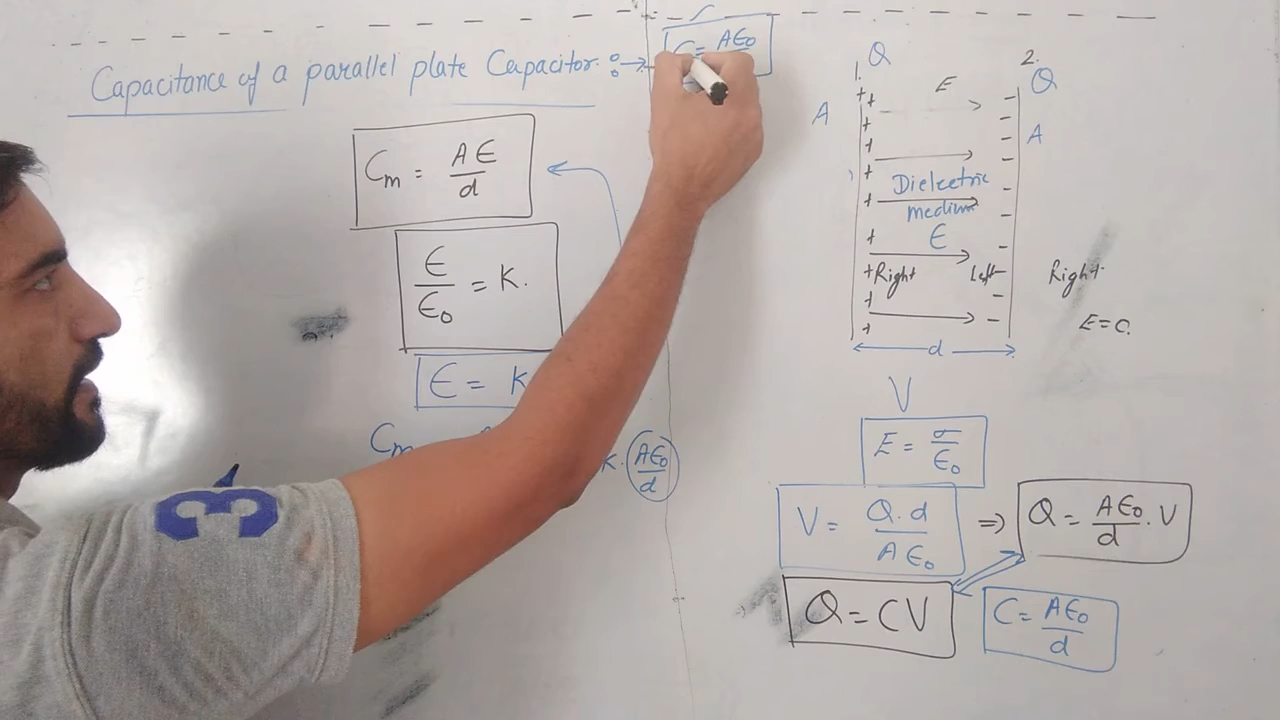 Capacitance of a parallel plate Capacitor :→
C = Aε0
Cm = Aε/d
ε/ε0 = K.
ε = K
Cm
K. Aε0/d
1.
Q
2.
Q
E
A
A
+ + + + + + + + + +
− − − − − − − − −
Dielectric
medium
ε
Right
Left
Right
E=0.
d
V
E = σ/ε0
V = Q.d/Aε0 ⇒ Q = Aε0/d . V
Q = CV
C = Aε0/d
3